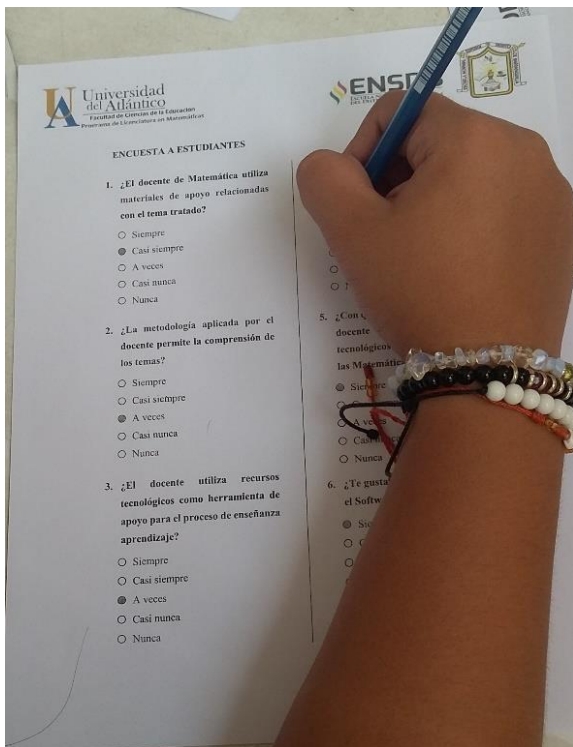 Universidad
del Atlántico
Facultad de Ciencias de la Educación
Programa de Licenciatura en Matemáticas
ENCUESTA A ESTUDIANTES
1. ¿El docente de Matemática utiliza
materiales de apoyo relacionadas
con el tema tratado?
Siempre
Casi siempre
A veces
Casi nunca
Nunca
2. ¿La metodología aplicada por el
docente permite la comprensión de
los temas?
Siempre
Casi siempre
A veces
Casi nunca
Nunca
3. ¿El docente utiliza recursos
tecnológicos como herramienta de
apoyo para el proceso de enseñanza
aprendizaje?
Siempre
Casi siempre
A veces
Casi nunca
Nunca
5. ¿Con
docente
tecnológicos
las
A
Nunca
6. ¿Te gusta
el